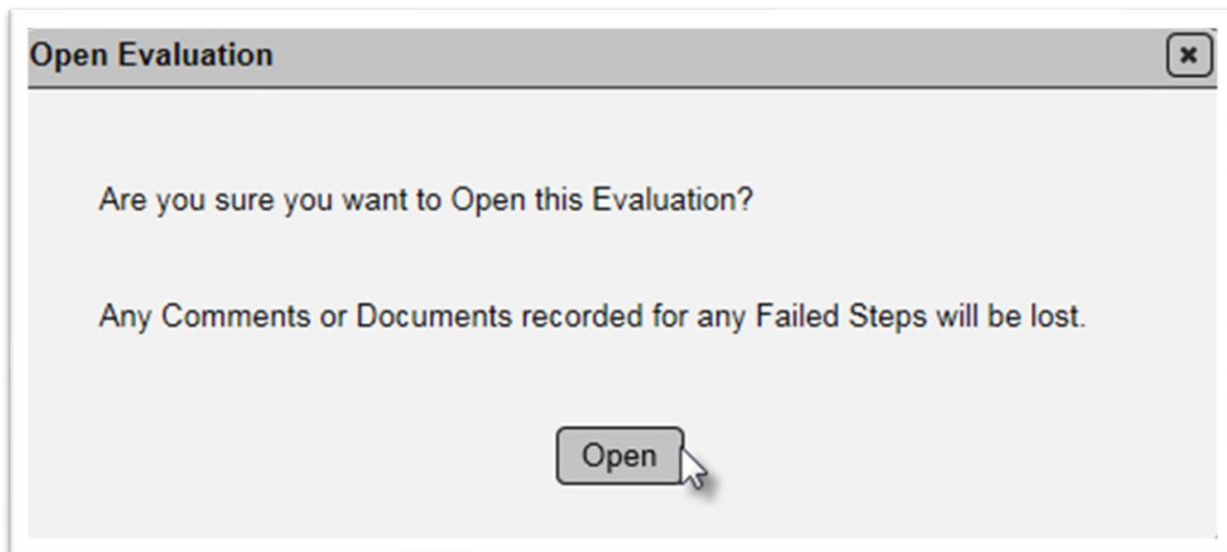 Open Evaluation
Are you sure you want to Open this Evaluation?
Any Comments or Documents recorded for any Failed Steps will be lost.
Open